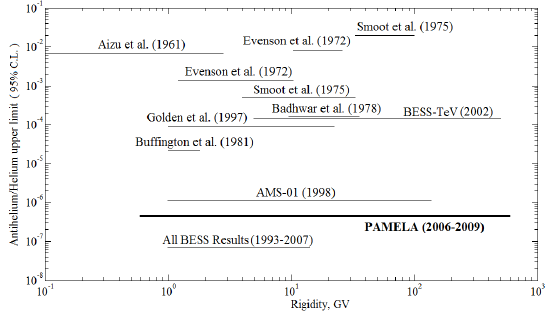 10-1
10-2
10-3
10-4
10-5
10-6
10-7
10-8
Antihelium/Helium upper limit ( 95% C.L. )
Smoot et al. (1975)
Aizu et al. (1961)
Evenson et al. (1972)
Evenson et al. (1972)
Smoot et al. (1975)
Badhwar et al. (1978)
Golden et al. (1997)
BESS-TeV (2002)
Buffington et al. (1981)
AMS-01 (1998)
PAMELA (2006-2009)
All BESS Results (1993-2007)
10-1 100 101 102 103
Rigidity, GV